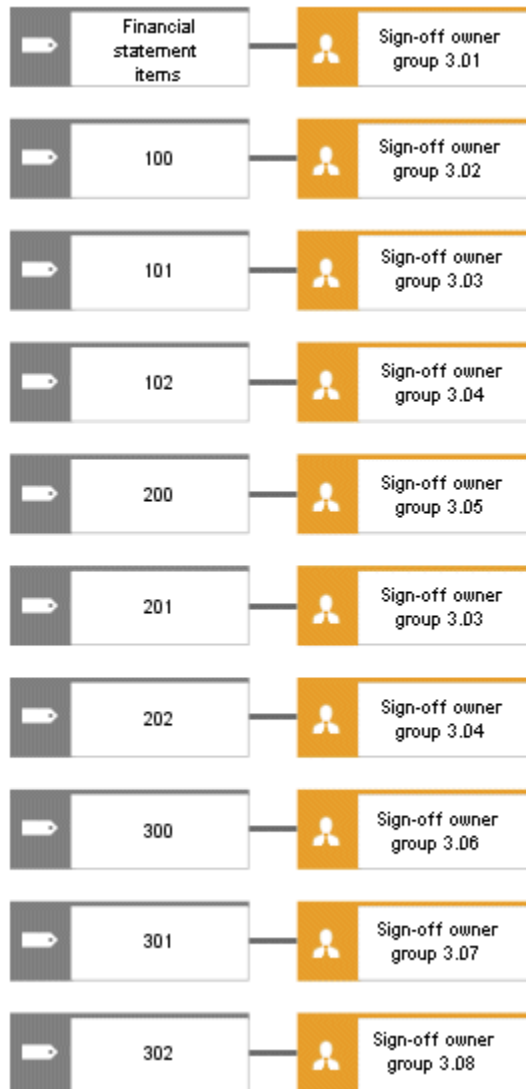 Financial
statement
items
Sign-off owner
group 3.01
100
Sign-off owner
group 3.02
101
Sign-off owner
group 3.03
102
Sign-off owner
group 3.04
200
Sign-off owner
group 3.05
201
Sign-off owner
group 3.03
202
Sign-off owner
group 3.04
300
Sign-off owner
group 3.06
301
Sign-off owner
group 3.07
302
Sign-off owner
group 3.08